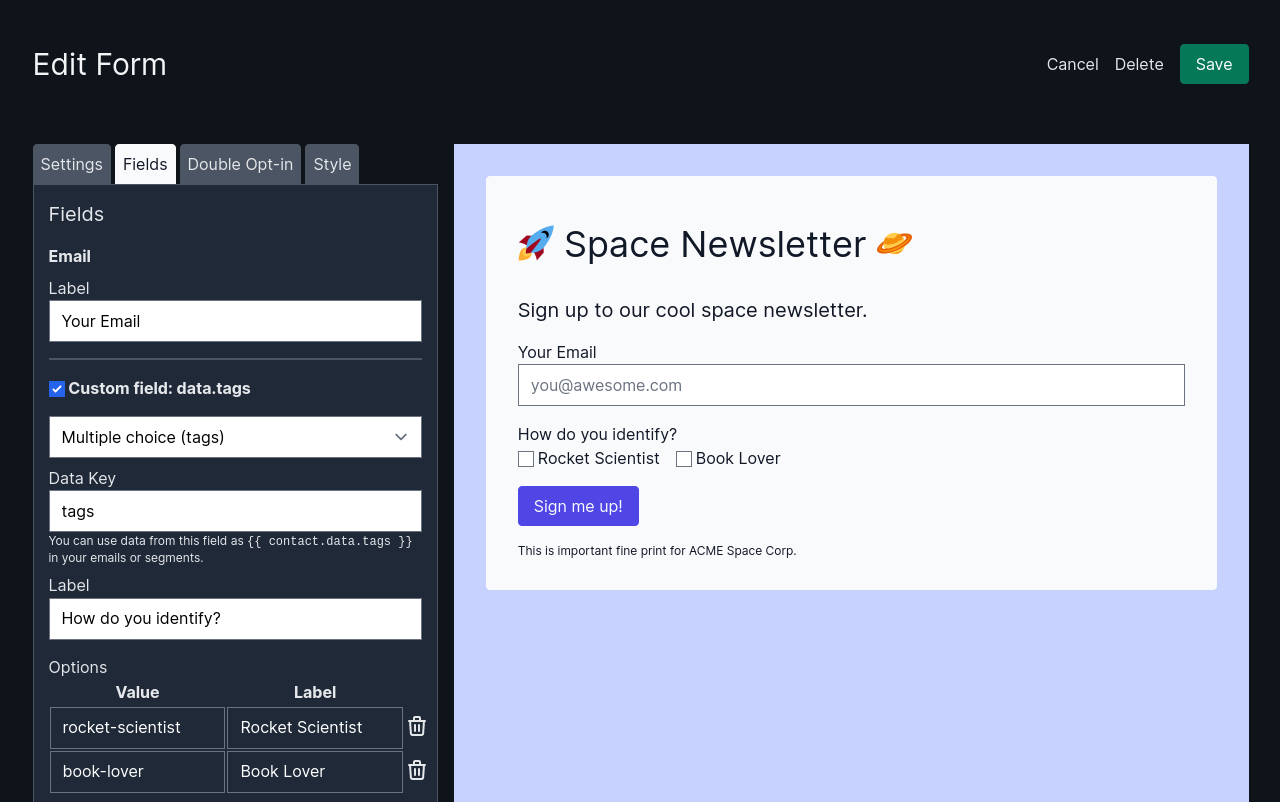 Edit Form
Cancel Delete Save
Settings Fields Double Opt-in Style
Fields
Email
Label
Your Email
Custom field: data.tags
Multiple choice (tags)
Data Key
tags
You can use data from this field as {{ contact.data.tags }}
in your emails or segments.
Label
How do you identify?
Options
Value Label
rocket-scientist Rocket Scientist
book-lover Book Lover
🚀 Space Newsletter 🪐
Sign up to our cool space newsletter.
Your Email
you@awesome.com
How do you identify?
Rocket Scientist Book Lover
Sign me up!
This is important fine print for ACME Space Corp.